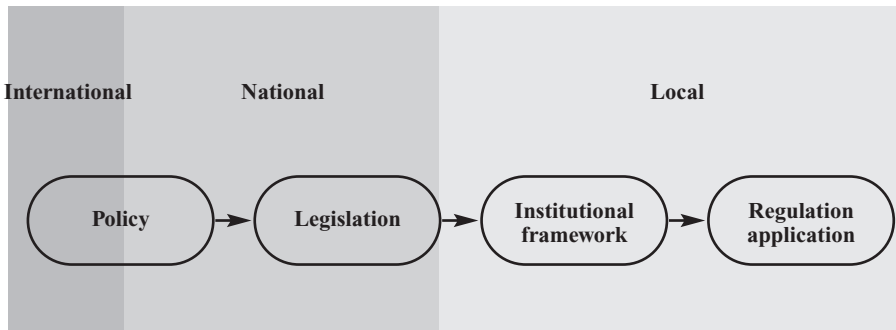 International
National
Local
Policy
Legislation
Institutional
framework
Regulation
application